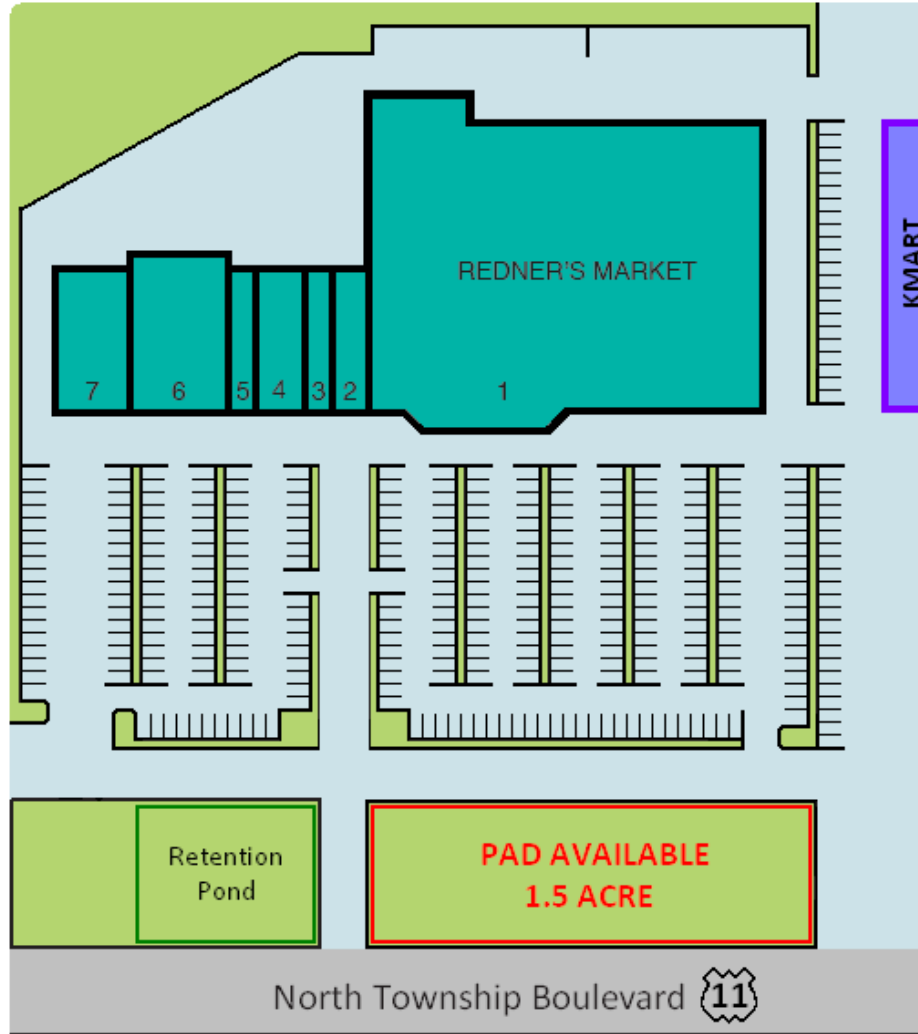 REDNER'S MARKET
KMART
7 6 5 4 3 2 1
Retention
Pond
PAD AVAILABLE
1.5 ACRE
North Township Boulevard 11